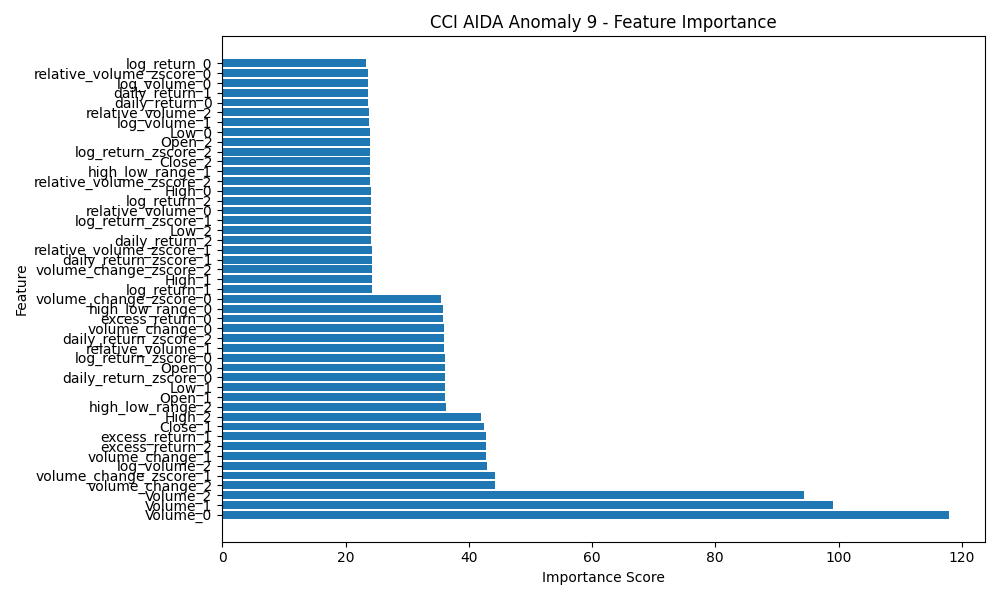 CCI AIDA Anomaly 9 - Feature Importance
log_return_0
relative_volume_zscore_0
log_volume_0
daily_return_1
daily_return_0
relative_volume_2
log_volume_1
Low_0
Open_2
log_return_zscore_2
Close_2
high_low_range_1
relative_volume_zscore_2
High_0
log_return_2
relative_volume_0
log_return_zscore_1
Low_2
daily_return_2
relative_volume_zscore_1
daily_return_zscore_1
volume_change_zscore_2
High_1
log_return_1
volume_change_zscore_0
high_low_range_0
excess_return_0
volume_change_0
daily_return_zscore_2
relative_volume_1
log_return_zscore_0
Open_0
daily_return_zscore_0
Low_1
Open_1
high_low_range_2
High_2
Close_1
excess_return_1
excess_return_2
volume_change_1
log_volume_2
volume_change_zscore_1
volume_change_2
Volume_2
Volume_1
Volume_0
Feature
0 20 40 60 80 100 120
Importance Score